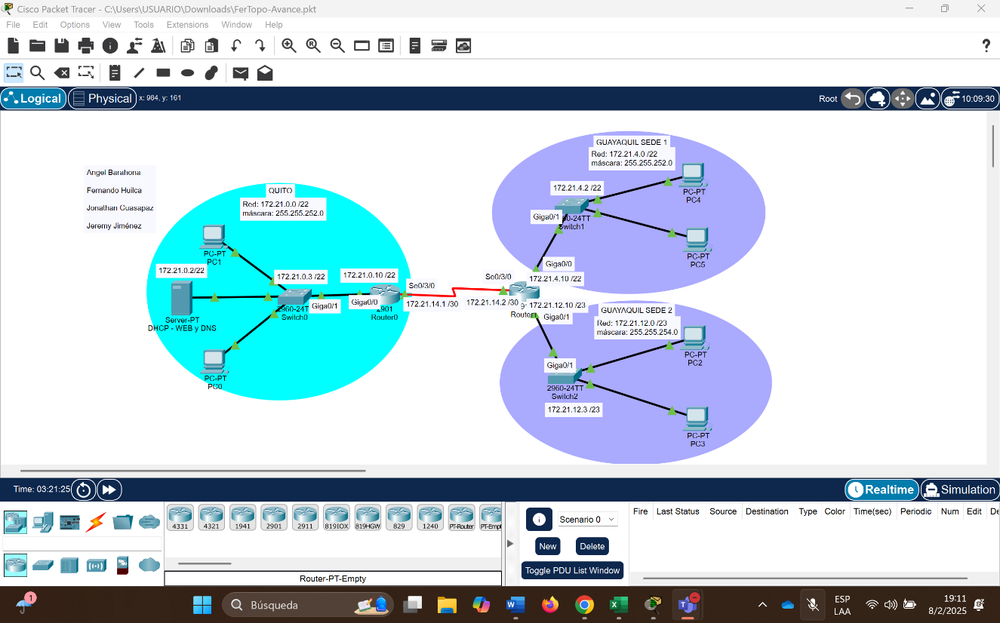 Cisco Packet Tracer - C:\Users\USUARIO\Downloads\FerTopo-Avance.pkt
File Edit Options View Tools Extensions Window Help
?
Logical Physical x: 984, y: 161 Root 10:09:30
Angel Barahona
Fernando Huilca
Jonathan Cuasapaz
Jeremy Jiménez
QUITO
Red: 172.21.0.0 /22
máscara: 255.255.252.0
PC-PT
PC1
172.21.0.2/22
Server-PT
DHCP - WEB y DNS
PC-PT
PC0
172.21.0.3 /22
2960-24T
Switch0
Giga0/1
172.21.0.10 /22
Giga0/0
2901
Router0
Se0/3/0
172.21.14.1 /30
Se0/3/0
172.21.14.2 /30
Router
Giga0/0
172.21.4.10 /22
172.21.12.10 /23
Giga0/1
GUAYAQUIL SEDE 1
Red: 172.21.4.0 /22
máscara: 255.255.252.0
172.21.4.2 /22
Giga0/1
60-24TT
Switch1
PC-PT
PC4
PC-PT
PC5
GUAYAQUIL SEDE 2
Red: 172.21.12.0 /23
máscara: 255.255.254.0
Giga0/1
2960-24TT
Switch2
172.21.12.3 /23
PC-PT
PC2
PC-PT
PC3
Time: 03:21:25 Realtime Simulation
4331 4321 1941 2901 2911 819IOX 819HGW 829 1240 PT-Router PT-Empt
Router-PT-Empty
Scenario 0
New Delete
Toggle PDU List Window
Fire Last Status Source Destination Type Color Time(sec) Periodic Num Edit De
1
Búsqueda
ESP
LAA
19:11
8/2/2025